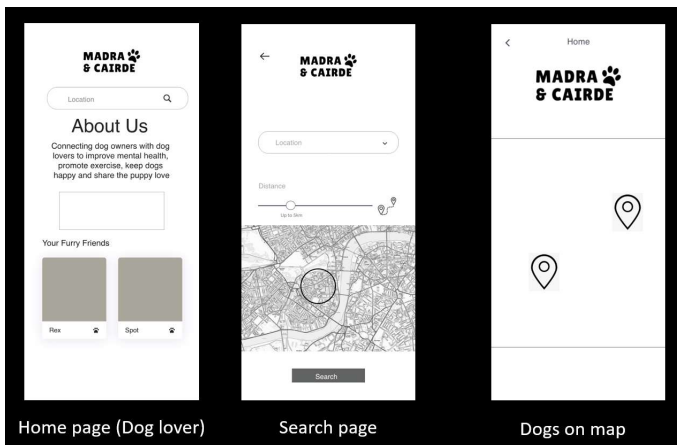 MADRA
& CAIRDE
Location
About Us
Connecting dog owners with dog
lovers to improve mental health,
promote exercise, keep dogs
happy and share the puppy love
Your Furry Friends
Rex
Spot
Home page (Dog lover)
MADRA
& CAIRDE
Location
Distance
Up to 5km
Search
Search page
Home
MADRA
& CAIRDE
Dogs on map